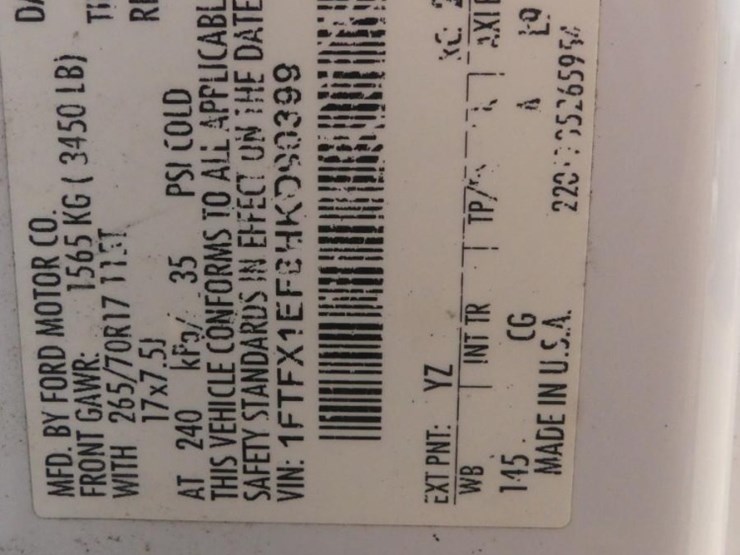 MFD. BY FORD MOTOR CO.
FRONT GAWR: 1565 KG ( 3450 LB)
WITH 265/70R17 115T
17x7.5J
AT 240 kPa/ 35 PSI COLD
THIS VEHICLE CONFORMS TO ALL APPLICABL
SAFETY STANDARDS IN EFFECT ON THE DATE
VIN:
EXT PNT: YZ
WB INT TR TP/
145 CG A L9
MADE IN U.S.A.